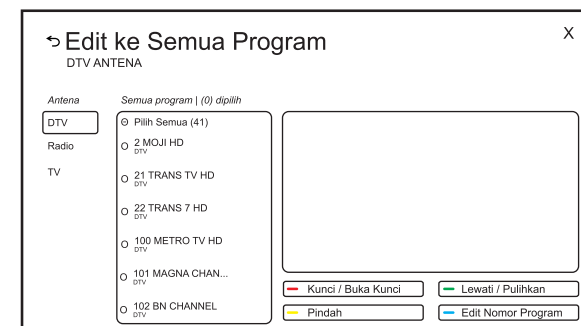 Edit ke Semua Program
X
DTV ANTENA
Antena
Semua program | (0) dipilih
DTV
Radio
TV
Pilih Semua (41)
2 MOJI HD
DTV
21 TRANS TV HD
DTV
22 TRANS 7 HD
DTV
100 METRO TV HD
DTV
101 MAGNA CHAN...
DTV
102 BN CHANNEL
DTV
Kunci / Buka Kunci
Lewati / Pulihkan
Pindah
Edit Nomor Program